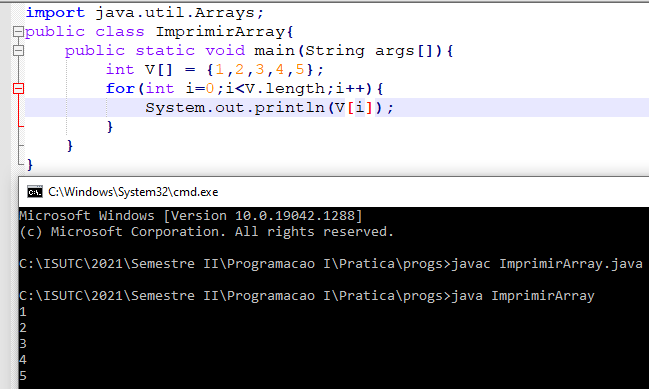 import java.util.Arrays;
public class ImprimirArray{
public static void main(String args[]){
int V[] = {1,2,3,4,5};
for(int i=0;i<V.length;i++){
System.out.println(V[i]);
}
}
}
C:\Windows\System32\cmd.exe
Microsoft Windows [Version 10.0.19042.1288]
(c) Microsoft Corporation. All rights reserved.
C:\ISUTC\2021\Semestre II\Programacao I\Pratica\progs>javac ImprimirArray.java
C:\ISUTC\2021\Semestre II\Programacao I\Pratica\progs>java ImprimirArray
1
2
3
4
5